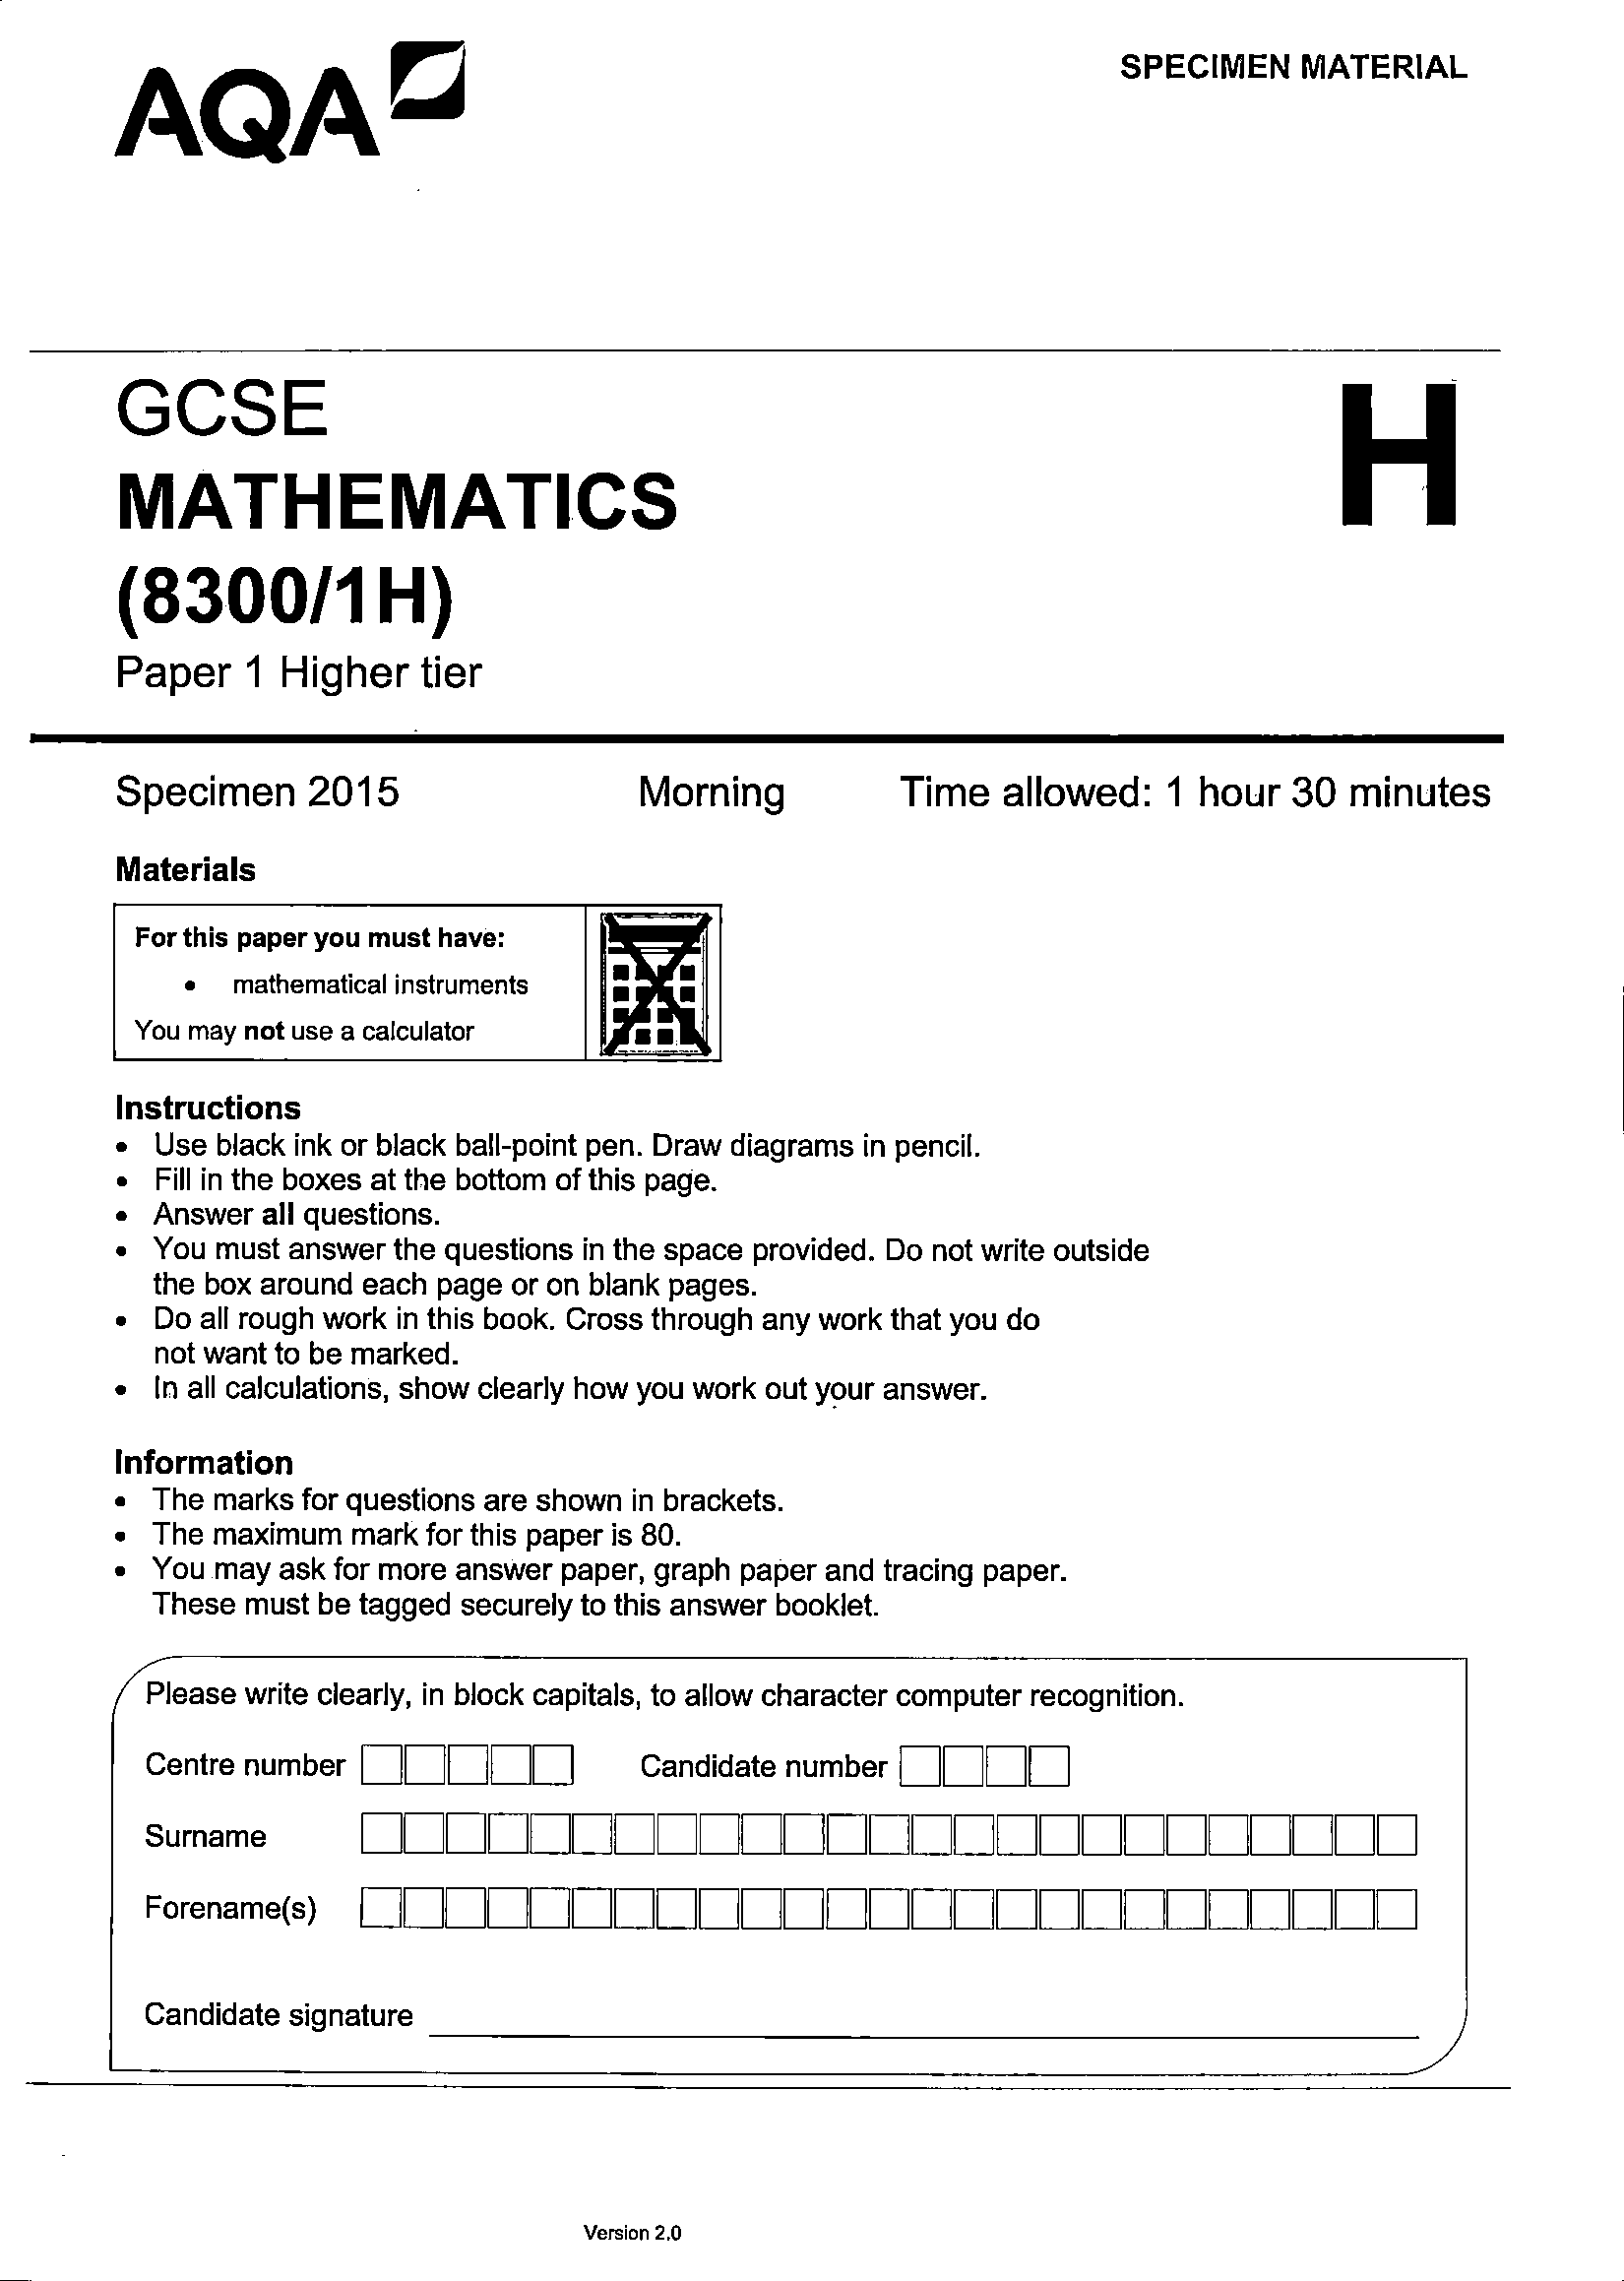 AQA
SPECIMEN MATERIAL
GCSE
H
MATHEMATICS
(8300/1H)
Paper 1 Higher tier
Specimen 2015 Morning Time allowed: 1 hour 30 minutes
Materials
For this paper you must have:
• mathematical instruments
You may not use a calculator
Instructions
• Use black ink or black ball-point pen. Draw diagrams in pencil.
• Fill in the boxes at the bottom of this page.
• Answer all questions.
• You must answer the questions in the space provided. Do not write outside
the box around each page or on blank pages.
• Do all rough work in this book. Cross through any work that you do
not want to be marked.
• In all calculations, show clearly how you work out your answer.
Information
• The marks for questions are shown in brackets.
• The maximum mark for this paper is 80.
• You may ask for more answer paper, graph paper and tracing paper.
These must be tagged securely to this answer booklet.
Please write clearly, in block capitals, to allow character computer recognition.
Centre number Candidate number
Surname
Forename(s)
Candidate signature
Version 2.0